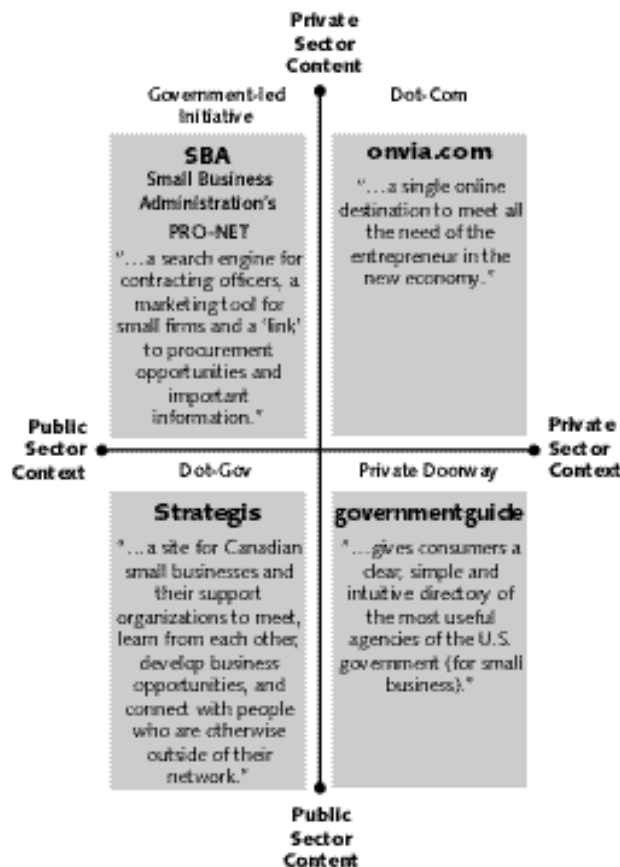 Private
Sector
Content
Government-led
Initiative
Dot-Com
SBA
Small Business
Administration's
PRO-NET
"...a search engine for
contracting officers, a
marketing tool for
small firms and a 'link'
to procurement
opportunities and
important
information."
onvia.com
"...a single online
destination to meet all
the need of the
entrepreneur in the
new economy."
Public
Sector
Context
Private
Sector
Context
Dot-Gov
Private Doorway
Strategis
"...a site for Canadian
small businesses and
their support
organizations to meet,
learn from each other,
develop business
opportunities, and
connect with people
who are otherwise
outside of their
network."
governmentguide
"...gives consumers a
clear, simple and
intuitive directory of
the most useful
agencies of the U.S.
government (for small
business)."
Public
Sector
Content